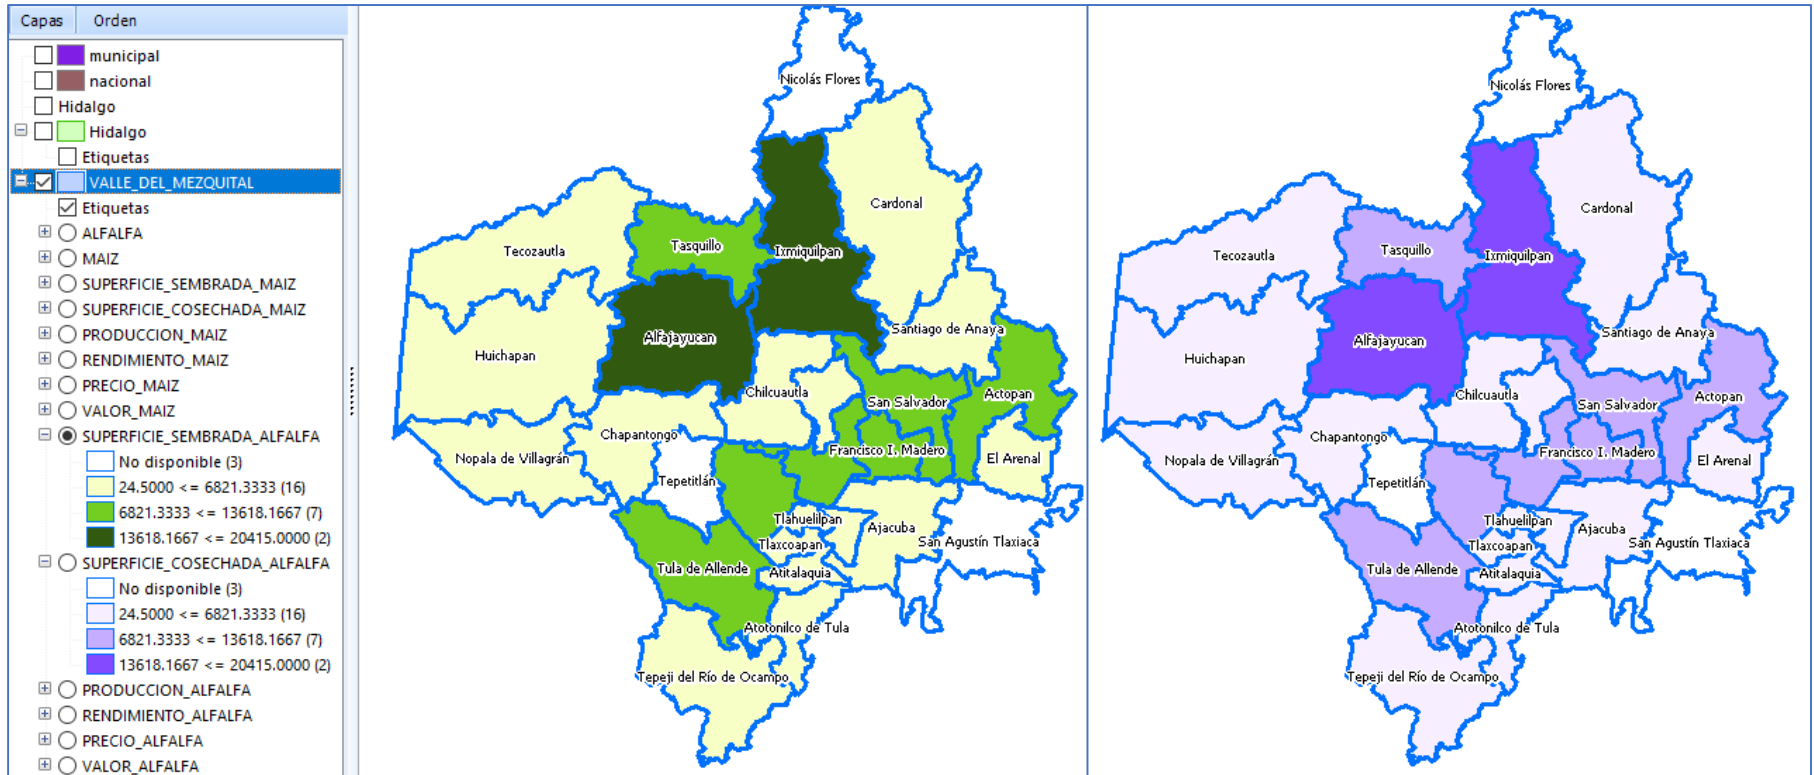 Capas Orden
municipal
nacional
Hidalgo
Hidalgo
Etiquetas
VALLE_DEL_MEZQUITAL
Etiquetas
ALFALFA
MAIZ
SUPERFICIE_SEMBRADA_MAIZ
SUPERFICIE_COSECHADA_MAIZ
PRODUCCION_MAIZ
RENDIMIENTO_MAIZ
PRECIO_MAIZ
VALOR_MAIZ
SUPERFICIE_SEMBRADA_ALFALFA
No disponible (3)
24.5000 <= 6821.3333 (16)
6821.3333 <= 13618.1667 (7)
13618.1667 <= 20415.0000 (2)
SUPERFICIE_COSECHADA_ALFALFA
No disponible (3)
24.5000 <= 6821.3333 (16)
6821.3333 <= 13618.1667 (7)
13618.1667 <= 20415.0000 (2)
PRODUCCION_ALFALFA
RENDIMIENTO_ALFALFA
PRECIO_ALFALFA
VALOR_ALFALFA
Nicolás Flores
Cardonal
Tasquillo
Tecozautla
Ixmiquilpan
Santiago de Anaya
Alfajayucan
Huichapan
Chilcuautla
Actopan
San Salvador
Chapantongo
Francisco I. Madero
Nopala de Villagrán
El Arenal
Tepetitlán
Tlahuelilpan
Ajacuba
Tlaxcoapan
San Agustín Tlaxiaca
Tula de Allende
Atitalaquia
Atotonilco de Tula
Tepeji del Río de Ocampo
Nicolás Flores
Cardonal
Tasquillo
Tecozautla
Ixmiquilpan
Santiago de Anaya
Alfajayucan
Huichapan
Chilcuautla
Actopan
San Salvador
Chapantongo
Francisco I. Madero
Nopala de Villagrán
El Arenal
Tepetitlán
Tlahuelilpan
Ajacuba
Tlaxcoapan
San Agustín Tlaxiaca
Tula de Allende
Atitalaquia
Atotonilco de Tula
Tepeji del Río de Ocampo